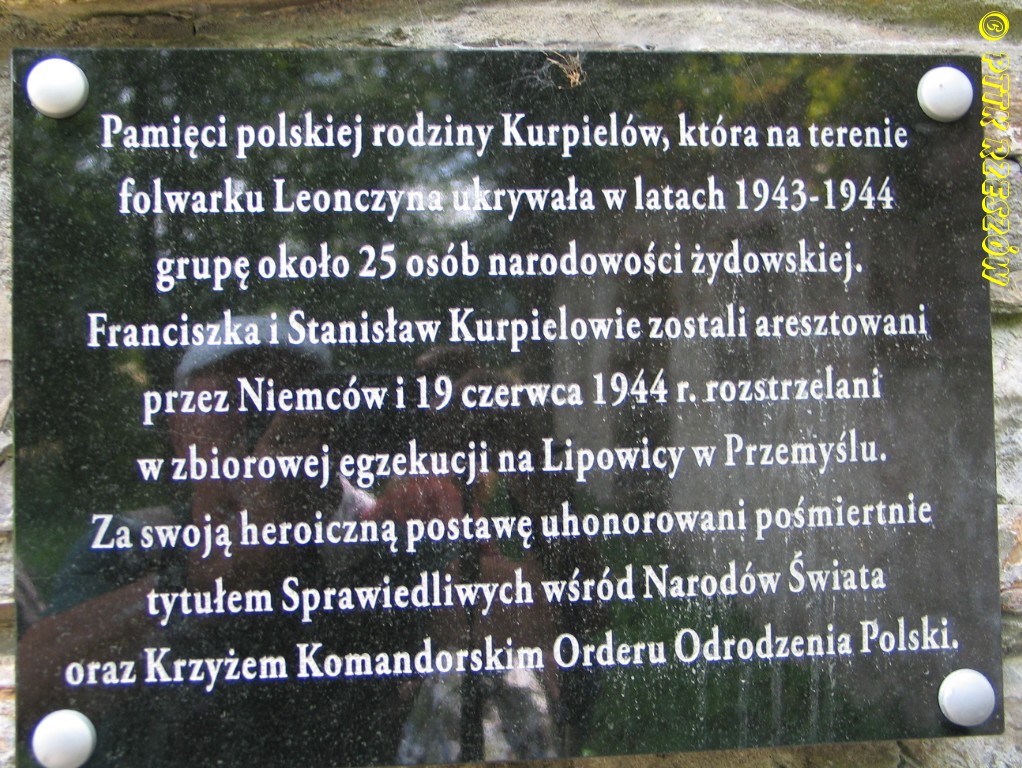 Pamięci polskiej rodziny Kurpielów, która na terenie
folwarku Leonczyna ukrywała w latach 1943-1944
grupę około 25 osób narodowości żydowskiej.
Franciszka i Stanisław Kurpielowie zostali aresztowani
przez Niemców i 19 czerwca 1944 r. rozstrzelani
w zbiorowej egzekucji na Lipowicy w Przemyślu.
Za swoją heroiczną postawę uhonorowani pośmiertnie
tytułem Sprawiedliwych wśród Narodów Świata
oraz Krzyżem Komandorskim Orderu Odrodzenia Polski.
© PTTK RZESZÓW